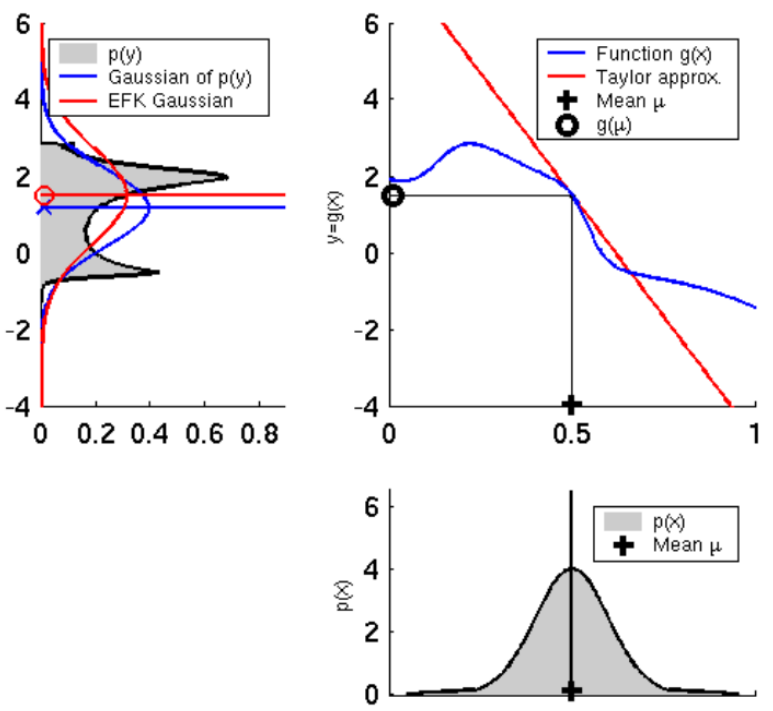 6
4
2
0
-2
-4
0 0.2 0.4 0.6 0.8
p(y)
Gaussian of p(y)
EFK Gaussian
6
4
2
0
-2
-4
0 0.5 1
y=g(x)
Function g(x)
Taylor approx.
Mean μ
g(μ)
6
4
2
0
p(x)
p(x)
Mean μ